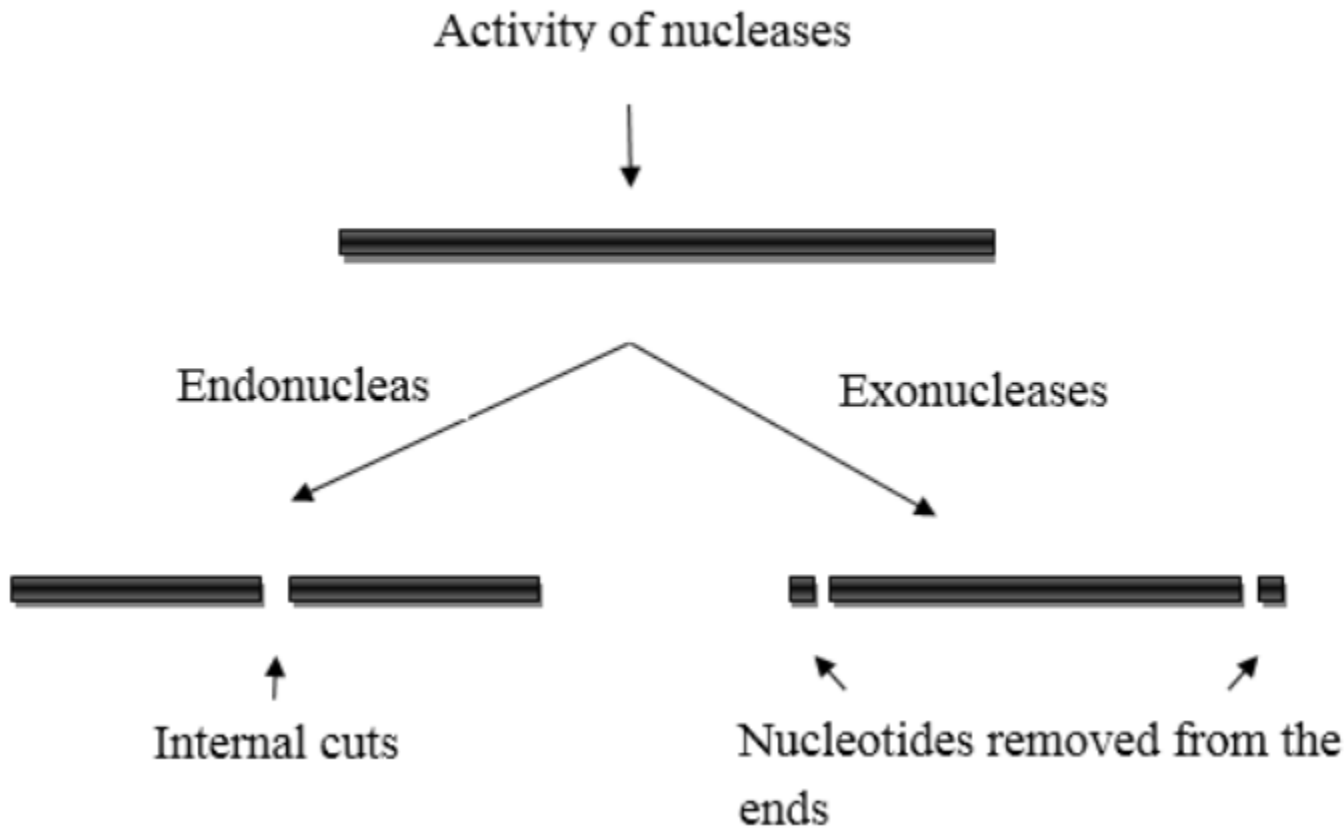 Activity of nucleases
Endonucleas
Exonucleases
Internal cuts
Nucleotides removed from the
ends